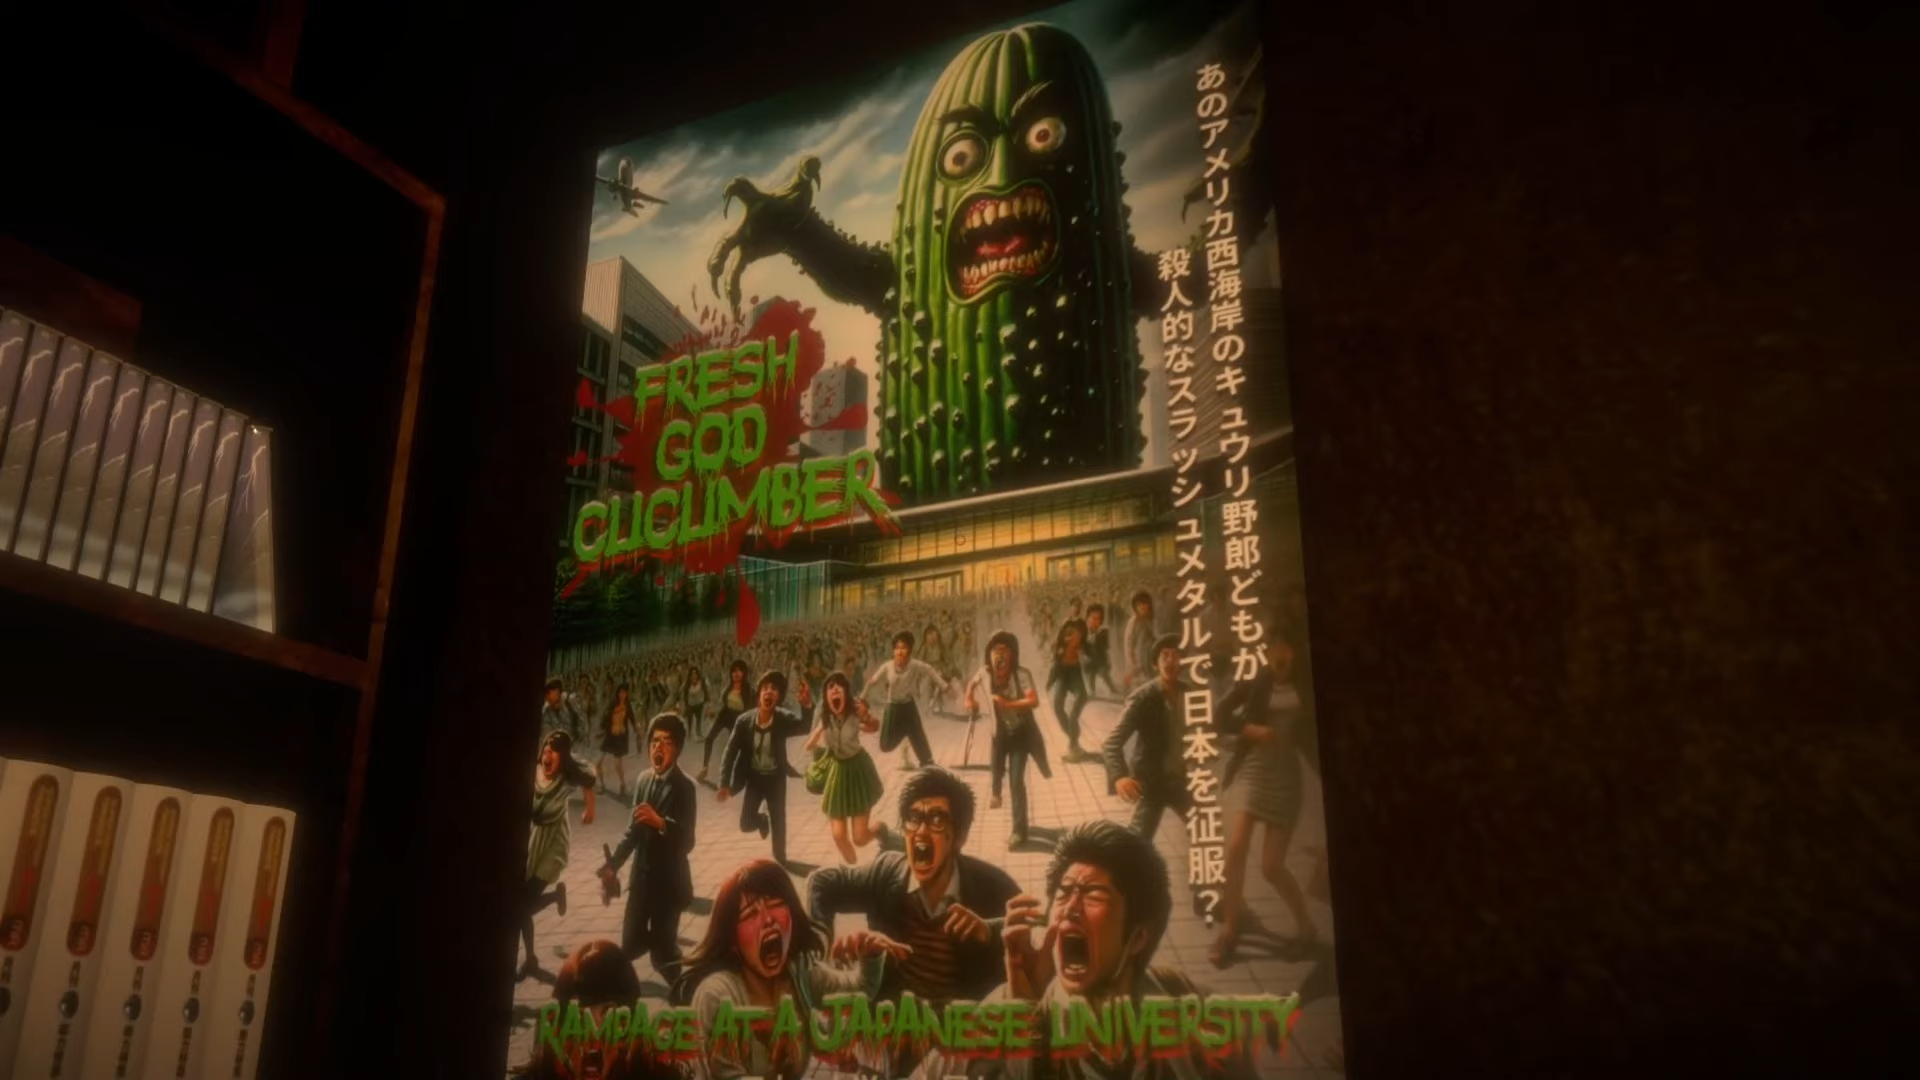 FRESH
GOD
CUCUMBER
あのアメリカ西海岸のキュウリ野郎どもが
殺人的なスラッシュメタルで日本を征服?
RAMPAGE AT A JAPANESE UNIVERSITY